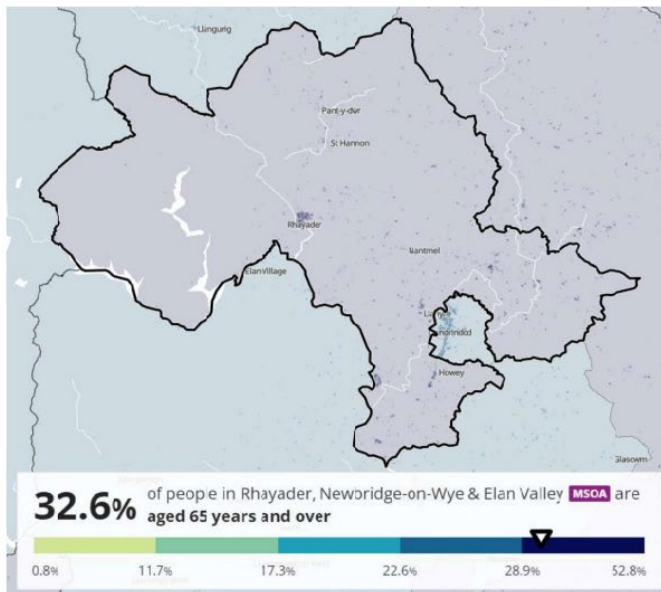 Llangurig
Pant-y-dwr
St Harmon
Rhayader
Nantmel
Elan Village
Howey
Glascwm
32.6% of people in Rhayader, Newbridge-on-Wye & Elan Valley MSOA are
aged 65 years and over
0.8% 11.7% 17.3% 22.6% 28.9% 52.8%